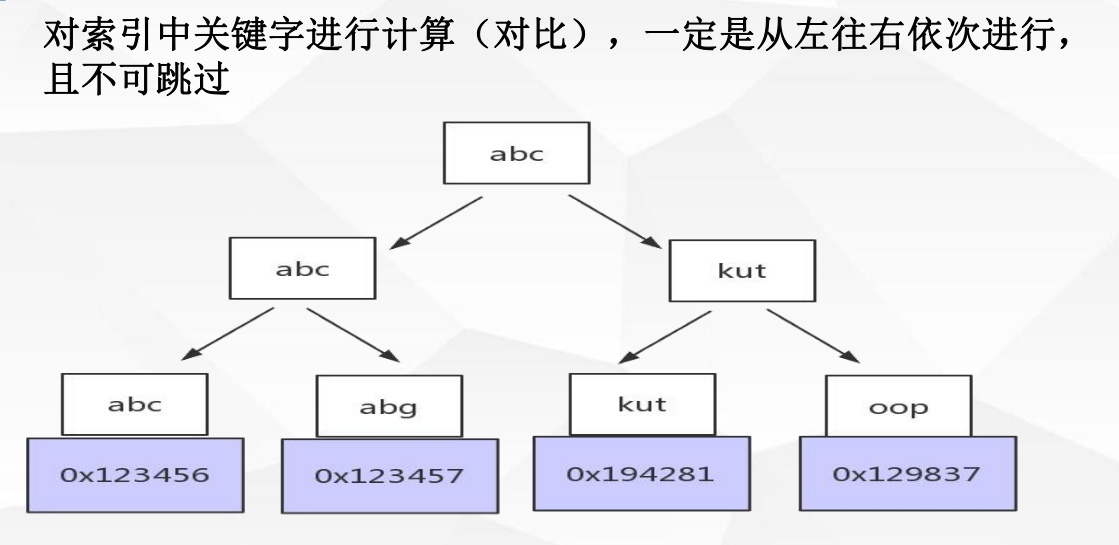 对索引中关键字进行计算（对比），一定是从左往右依次进行，
且不可跳过
abc
abc
kut
abc
abg
kut
oop
0x123456
0x123457
0x194281
0x129837